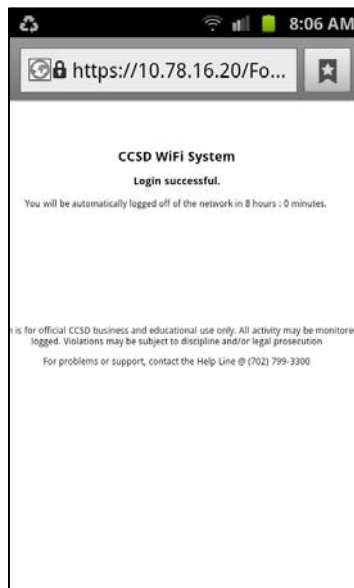 8:06 AM
https://10.78.16.20/Fo...
CCSD WiFi System
Login successful.
You will be automatically logged off of the network in 8 hours : 0 minutes.
is for official CCSD business and educational use only. All activity may be monitore
logged. Violations may be subject to discipline and/or legal prosecution
For problems or support, contact the Help Line @ (702) 799-3300